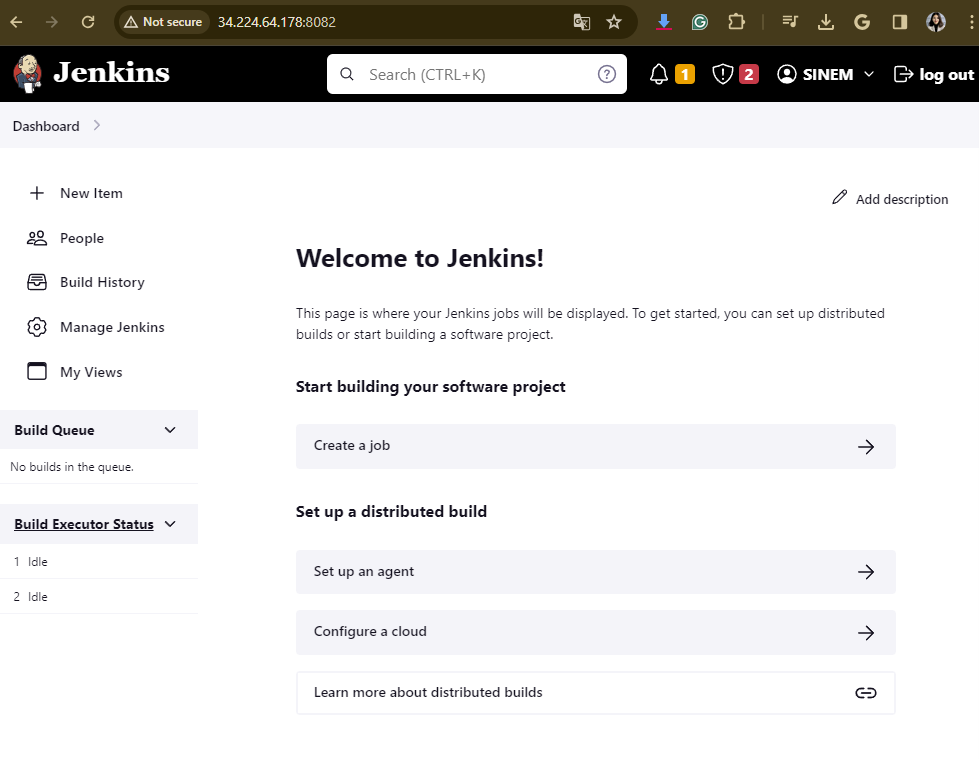 Not secure 34.224.64.178:8082
Jenkins Search (CTRL+K) ? 1 2 SINEM log out
Dashboard
New Item
Add description
People
Build History
Manage Jenkins
My Views
Build Queue
No builds in the queue.
Build Executor Status
1 Idle
2 Idle
Welcome to Jenkins!
This page is where your Jenkins jobs will be displayed. To get started, you can set up distributed
builds or start building a software project.
Start building your software project
Create a job
Set up a distributed build
Set up an agent
Configure a cloud
Learn more about distributed builds